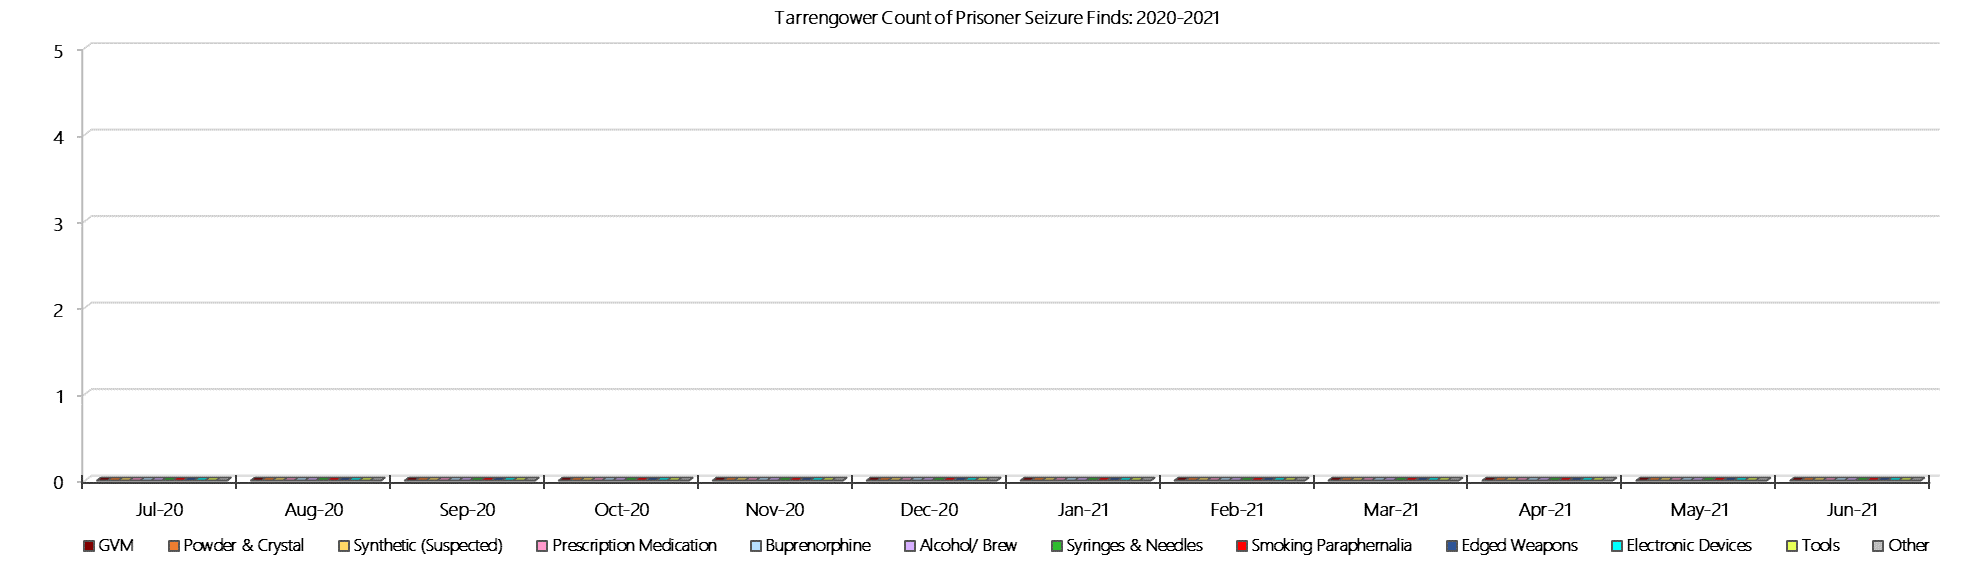 Tarrengower Count of Prisoner Seizure Finds: 2020-2021
5
4
3
2
1
0
Jul-20 Aug-20 Sep-20 Oct-20 Nov-20 Dec-20 Jan-21 Feb-21 Mar-21 Apr-21 May-21 Jun-21
GVM Powder & Crystal Synthetic (Suspected) Prescription Medication Buprenorphine Alcohol/ Brew Syringes & Needles Smoking Paraphernalia Edged Weapons Electronic Devices Tools Other